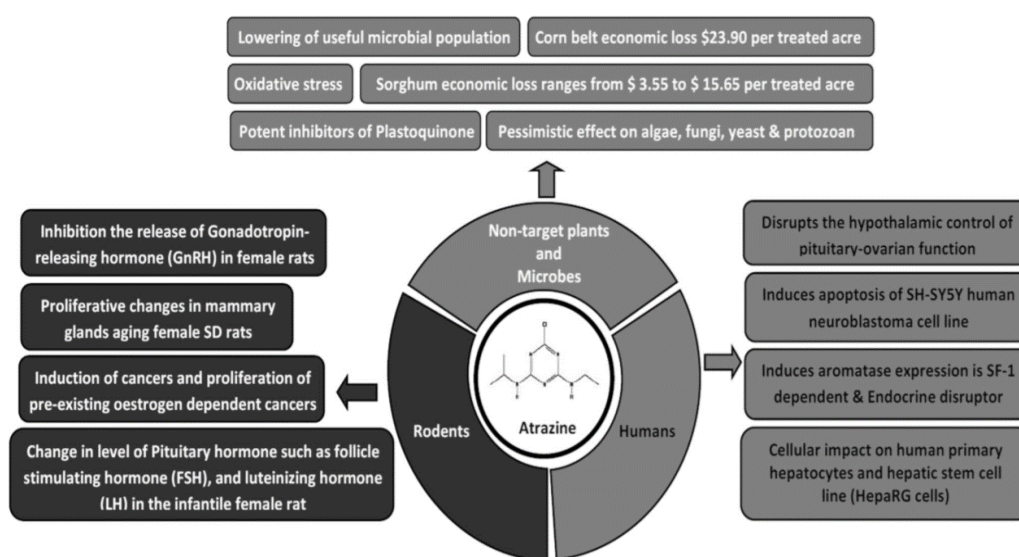 Lowering of useful microbial population
Corn belt economic loss $23.90 per treated acre
Oxidative stress
Sorghum economic loss ranges from $ 3.55 to $ 15.65 per treated acre
Potent inhibitors of Plastoquinone
Pessimistic effect on algae, fungi, yeast & protozoan
Non-target plants
and
Microbes
Inhibition the release of Gonadotropin-
releasing hormone (GnRH) in female rats
Proliferative changes in mammary
glands aging female SD rats
Induction of cancers and proliferation of
pre-existing oestrogen dependent cancers
Change in level of Pituitary hormone such as follicle
stimulating hormone (FSH), and luteinizing hormone
(LH) in the infantile female rat
Rodents
Atrazine
Humans
Disrupts the hypothalamic control of
pituitary-ovarian function
Induces apoptosis of SH-SY5Y human
neuroblastoma cell line
Induces aromatase expression is SF-1
dependent & Endocrine disruptor
Cellular impact on human primary
hepatocytes and hepatic stem cell
line (HepaRG cells)